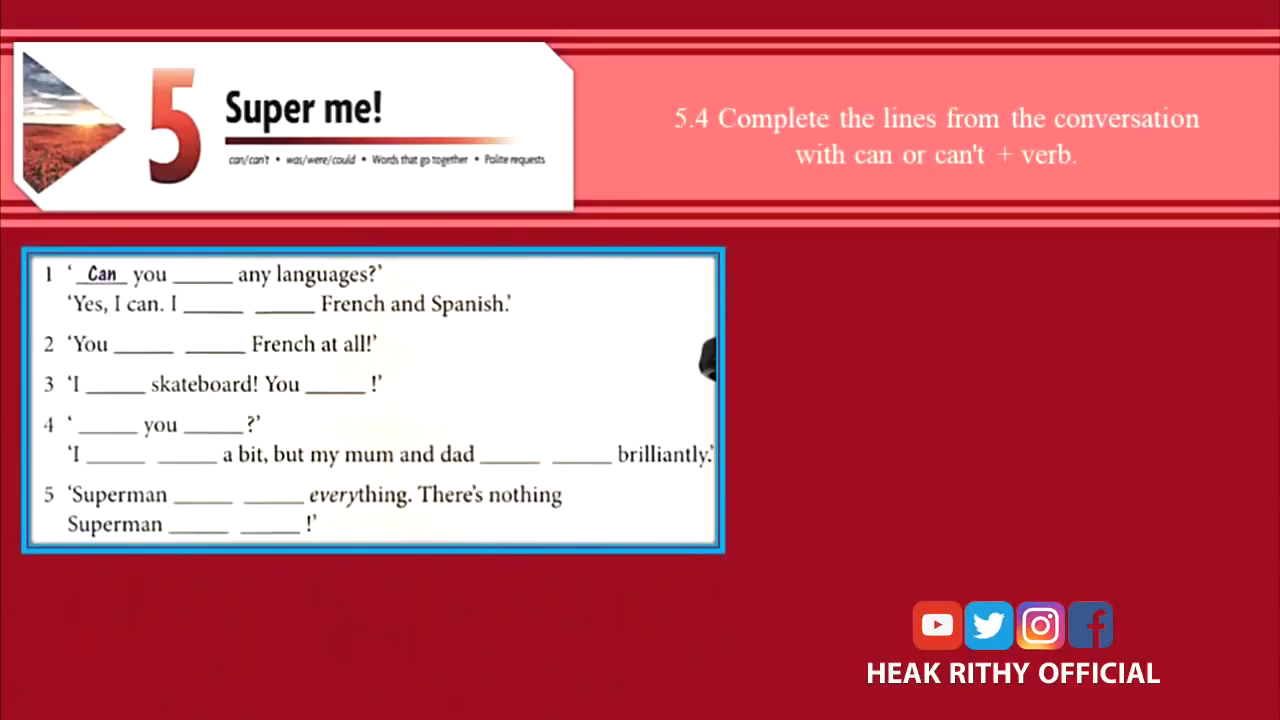 5
Super me!
can/can't • was/were/could • Words that go together • Polite requests
5.4 Complete the lines from the conversation
with can or can't + verb.
1 ‘ Can you ______ any languages?’
‘Yes, I can. I ______ ______ French and Spanish.’
2 ‘You ______ ______ French at all!’
3 ‘I ______ skateboard! You ______ !’
4 ‘ ______ you ______ ?’
‘I ______ ______ a bit, but my mum and dad ______ ______ brilliantly.’
5 ‘Superman ______ ______ everything. There’s nothing
Superman ______ ______ !’
HEAK RITHY OFFICIAL